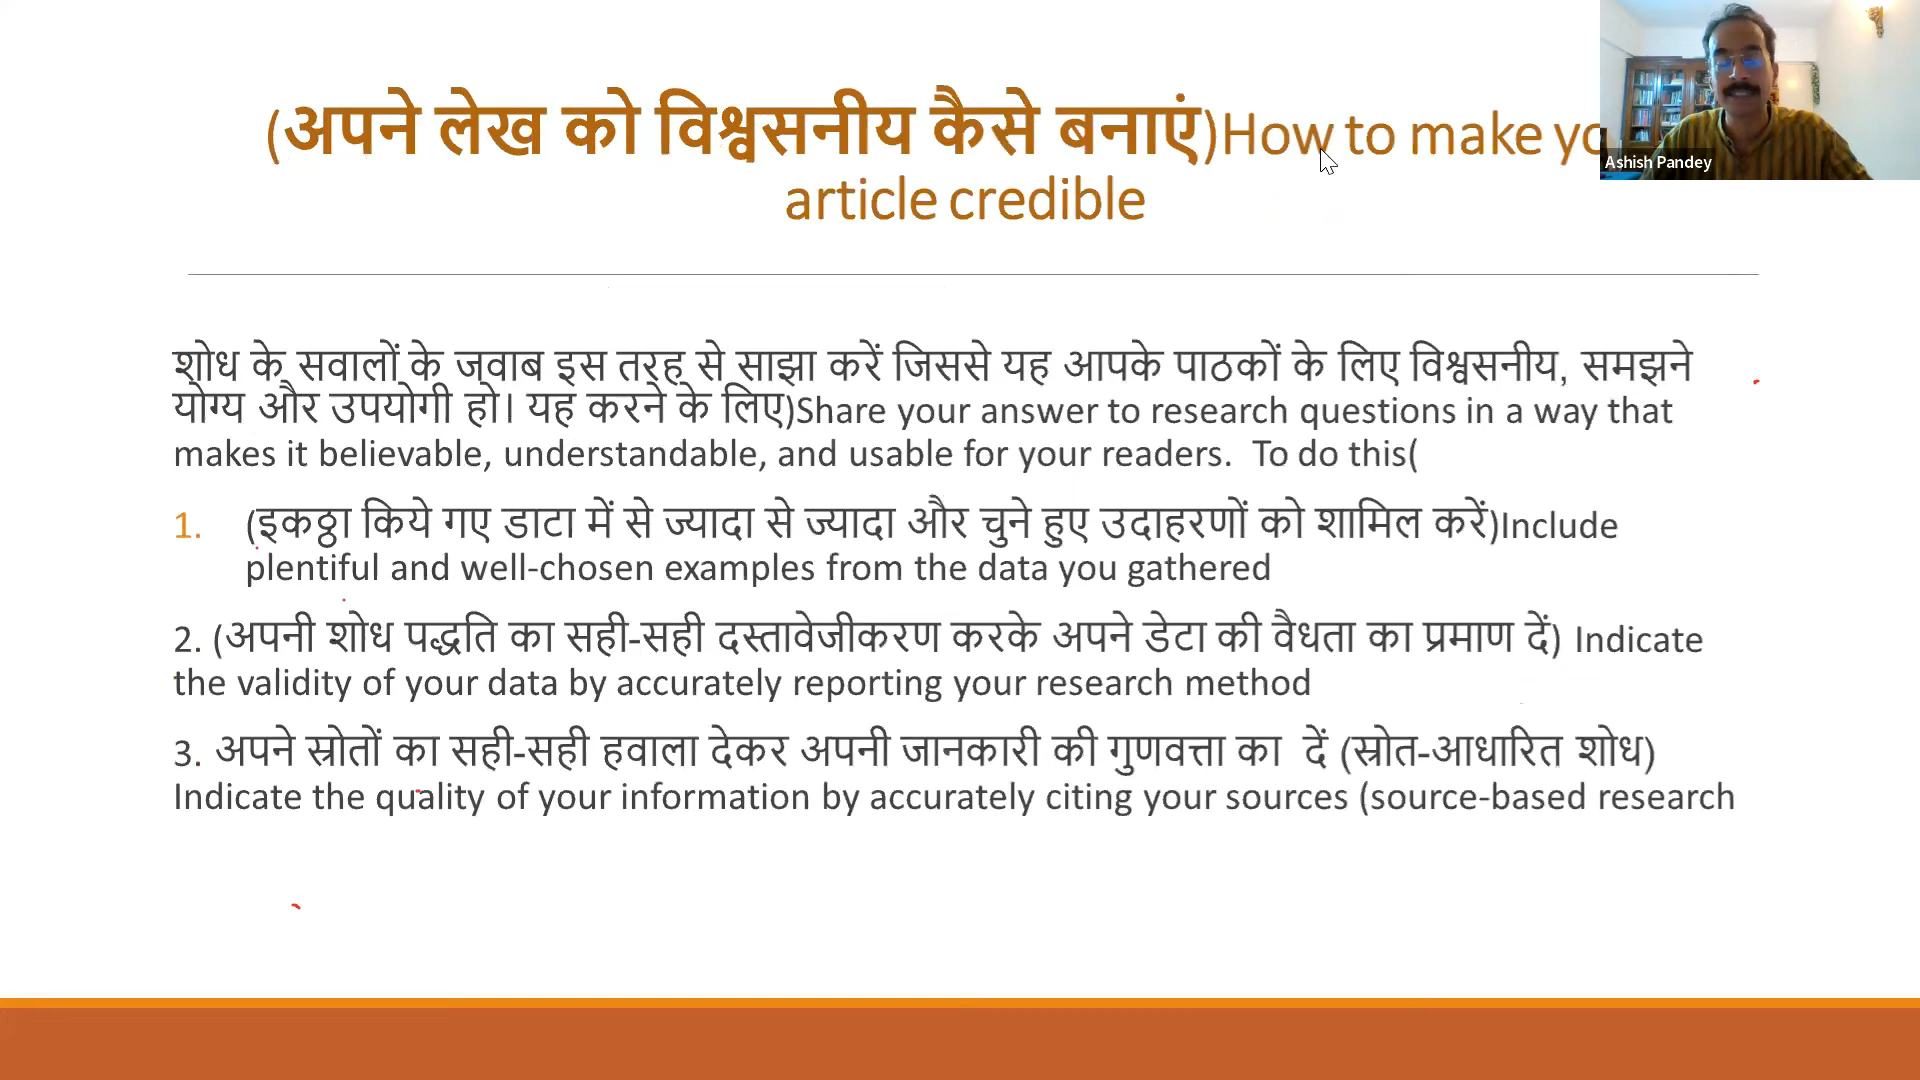 (अपने लेख को विश्वसनीय कैसे बनाएं)How to make yo
article credible
Ashish Pandey
शोध के सवालों के जवाब इस तरह से साझा करें जिससे यह आपके पाठकों के लिए विश्वसनीय, समझने
योग्य और उपयोगी हो। यह करने के लिए)Share your answer to research questions in a way that
makes it believable, understandable, and usable for your readers. To do this(
1. (इकठ्ठा किये गए डाटा में से ज्यादा से ज्यादा और चुने हुए उदाहरणों को शामिल करें)Include
plentiful and well-chosen examples from the data you gathered
2. (अपनी शोध पद्धति का सही-सही दस्तावेजीकरण करके अपने डेटा की वैधता का प्रमाण दें) Indicate
the validity of your data by accurately reporting your research method
3. अपने स्रोतों का सही-सही हवाला देकर अपनी जानकारी की गुणवत्ता का दें (स्रोत-आधारित शोध)
Indicate the quality of your information by accurately citing your sources (source-based research